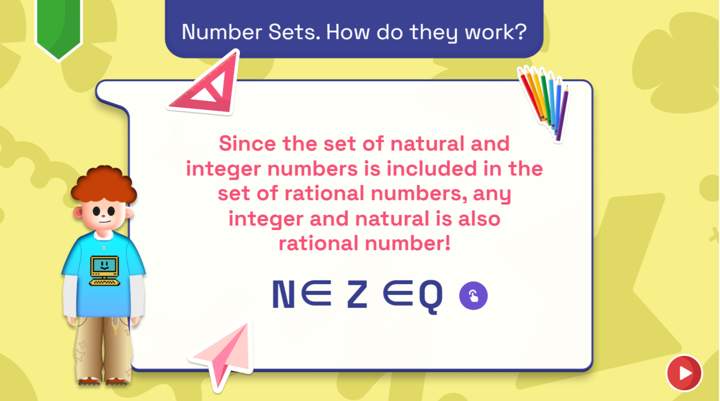 Number Sets. How do they work?
Since the set of natural and
integer numbers is included in the
set of rational numbers, any
integer and natural is also
rational number!
N∈ Z ∈Q